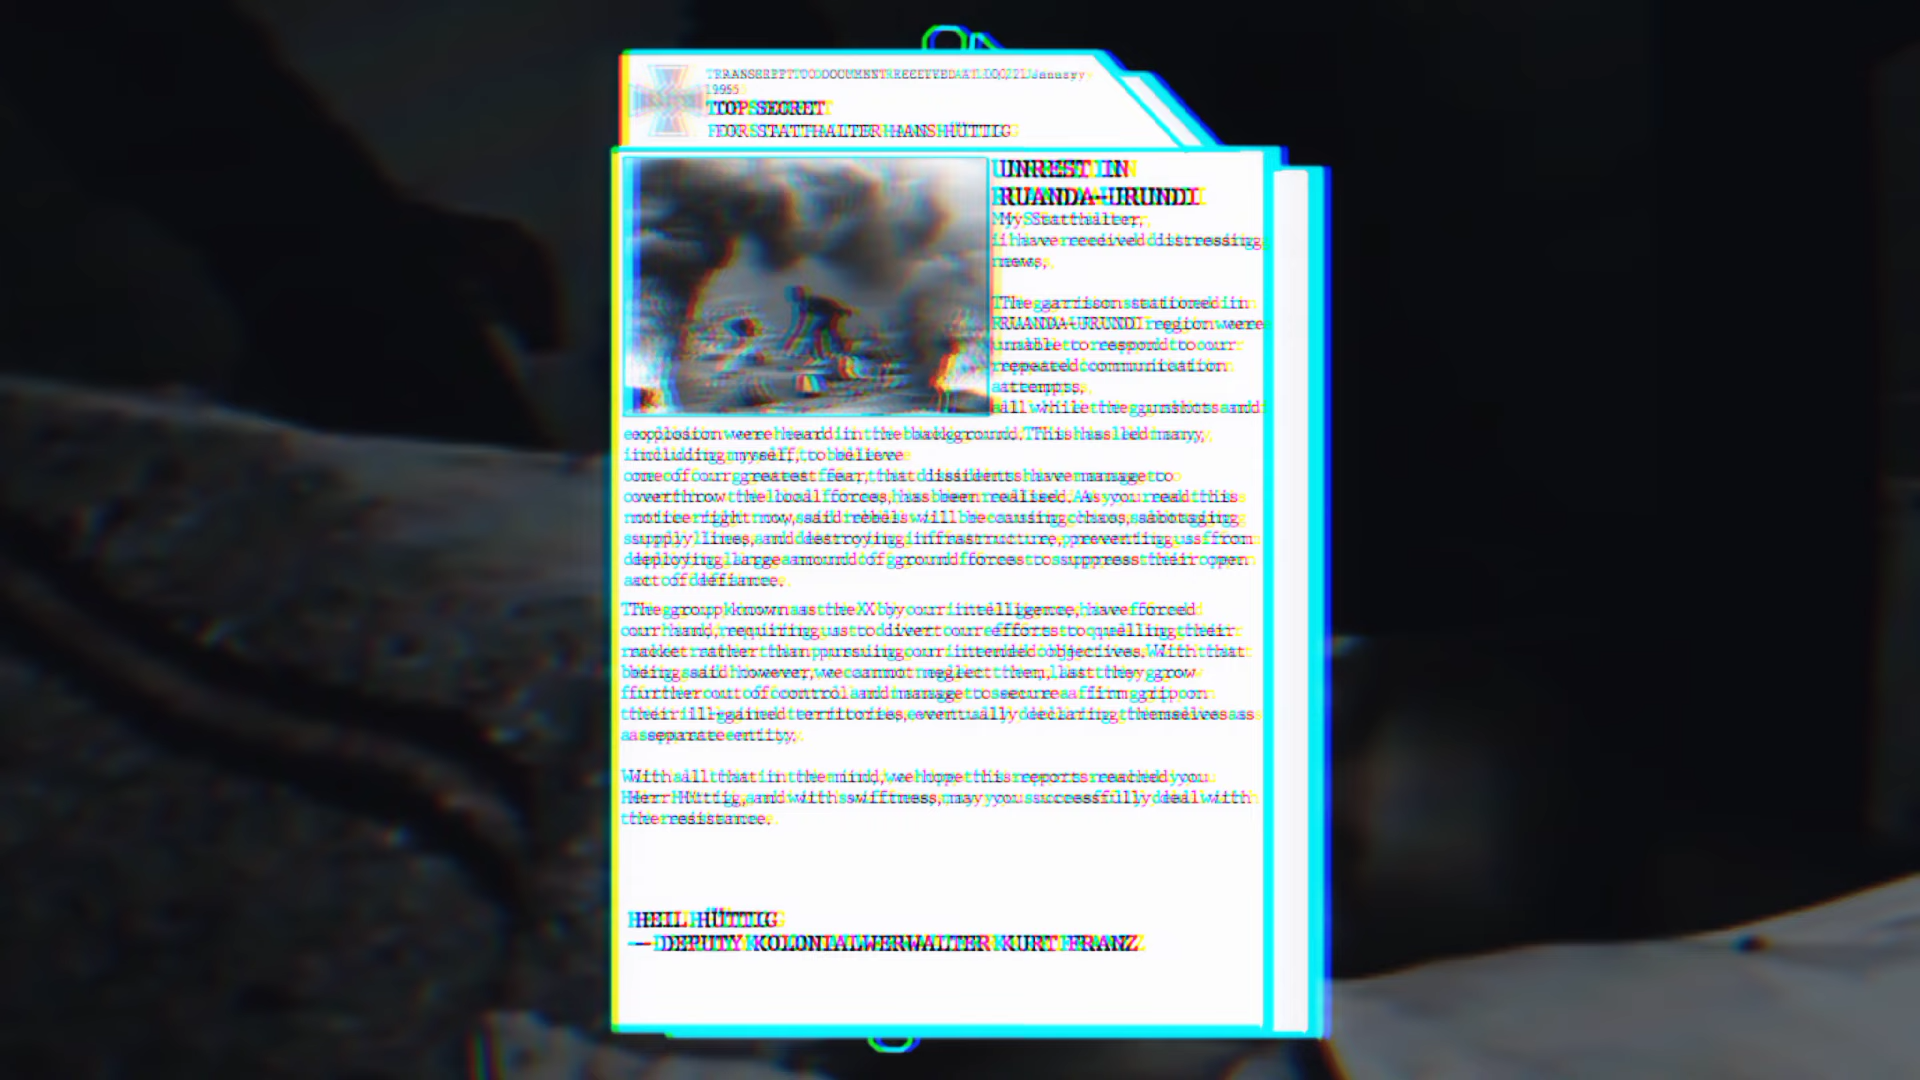 TRANSCRIPT TO DOCUMENT RECEIVED AT January
1955
TOP SECRET
FOR STATTHALTER HANS HÜTTIG
UNREST IN
RUANDA-URUNDI
My Statthalter,
i have received distressing
news,
The garrison stationed in
RUANDA-URUNDI region were
unable to respond to our
repeated communication
attemps,
all while the gunshots and
explosion were heard in the background. This has led many,
including myself, to believe
one of our greatest fear, that dissidents have manage to
overthrow the local forces, has been realised. As you read this
notice right now, said rebels will be causing chaos, sabotaging
supply lines, and destroying infrastructure, preventing us fron
deploying large amound of ground forces to suppress their open
act of defiance.
The group known as the X by our intelligence, have forced
our hand, requiring us to divert our efforts to quelling their
racket rather than pursuing our intended objectives. With that
being said however, we cannot neglect them, last they grow
further out of control and manage to secure a firm grip on
their ill-gained territories, eventually declaring themselves as
a separate entity.
With all that in the mind, we hope this reports reached you
Herr Hüttig, and with swiftness, may you successfully deal with
the resistance.
HEIL HÜTTIG
— DEPUTY KOLONIALWERWALTER KURT FRANZ